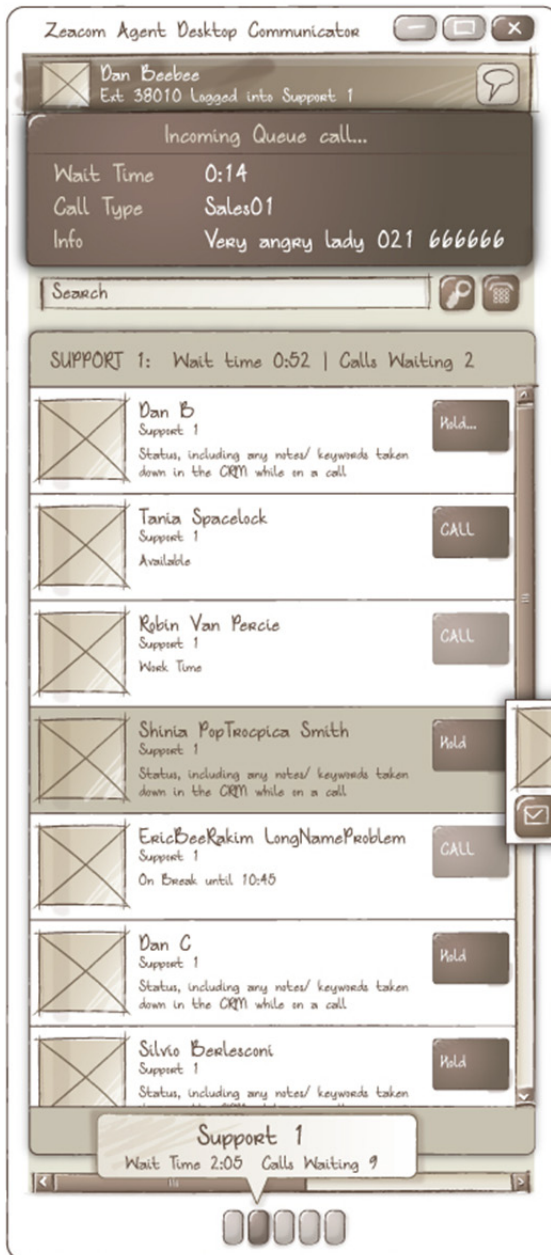 Zeacom Agent Desktop Communicator
Dan Beebee
Ext 38010 Logged into Support 1
Incoming Queue call...
Wait Time 0:14
Call Type Sales01
Info Very angry lady 021 666666
Search
SUPPORT 1: Wait time 0:52 | Calls Waiting 2
Dan B
Support 1
Status, including any notes/ keywords taken
down in the CRM while on a call
Hold...
Tania Spacelock
Support 1
Available
CALL
Robin Van Percie
Support 1
Work Time
CALL
Shinia PopTrocpica Smith
Support 1
Status, including any notes/ keywords taken
down in the CRM while on a call
Hold
EricBeeRakim LongNameProblem
Support 1
On Break until 10:45
CALL
Dan C
Support 1
Status, including any notes/ keywords taken
down in the CRM while on a call
Hold
Silvio Berlesconi
Support 1
Status, including any notes/ keywords taken
Hold
Support 1
Wait Time 2:05 Calls Waiting 9